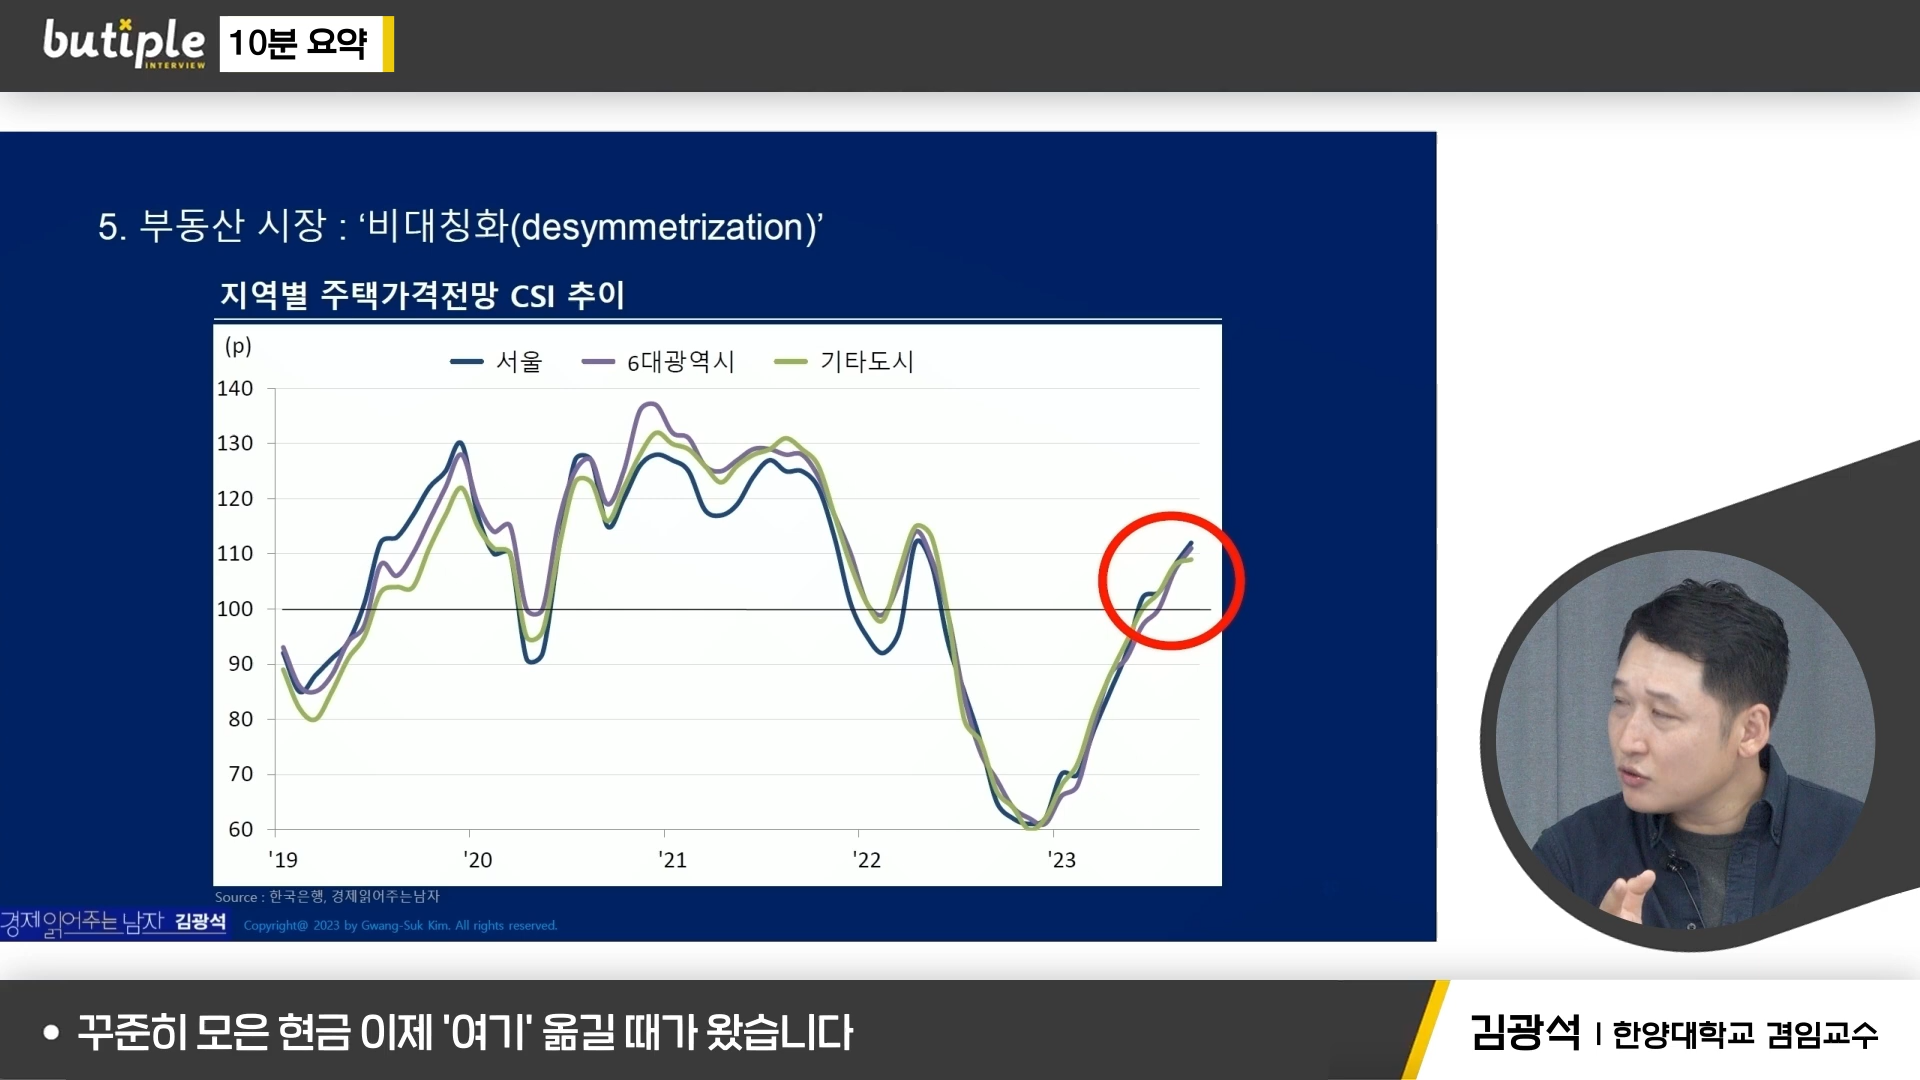 butiple
INTERVIEW
10분 요약
5. 부동산 시장 : ‘비대칭화(desymmetrization)’
지역별 주택가격전망 CSI 추이
(p)
서울 6대광역시 기타도시
140
130
120
110
100
90
80
70
60
'19 '20 '21 '22 '23
Source : 한국은행, 경제읽어주는남자
경제읽어주는남자 김광석
Copyright@ 2023 by Gwang-Suk Kim. All rights reserved.
• 꾸준히 모은 현금 이제 '여기' 옮길 때가 왔습니다
김광석 | 한양대학교 겸임교수